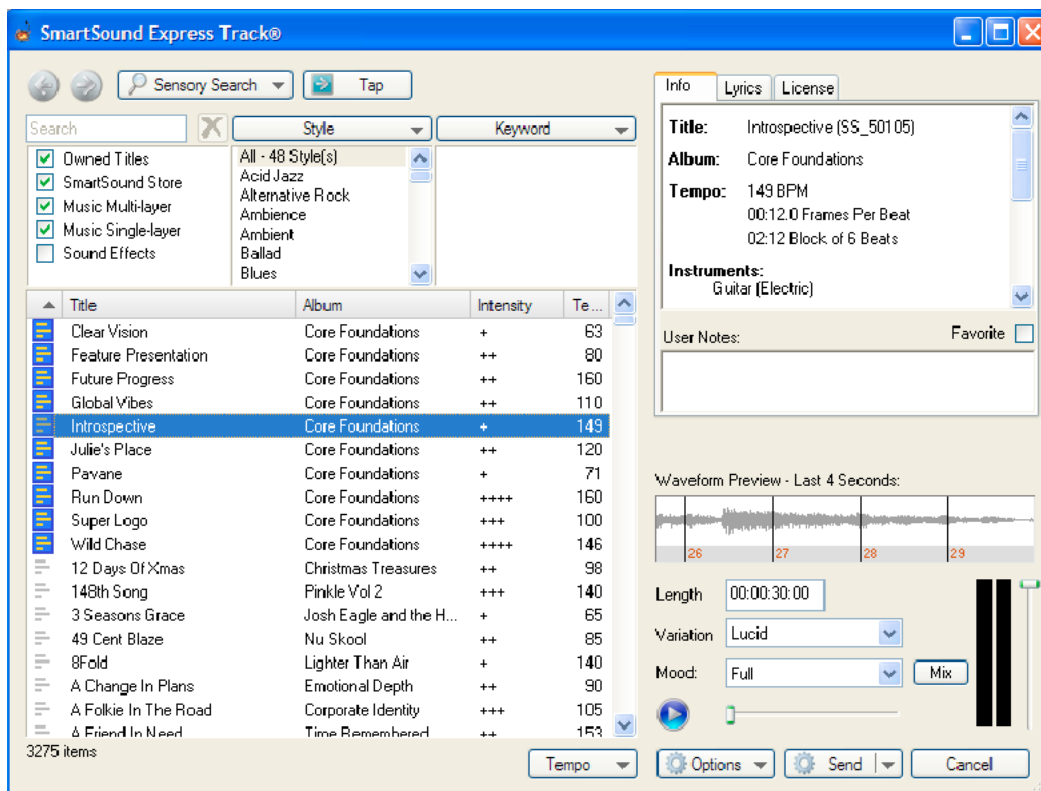 SmartSound Express Track®
Sensory Search
Tap
Search
Style
Keyword
Owned Titles
SmartSound Store
Music Multi-layer
Music Single-layer
Sound Effects
All - 48 Style(s)
Acid Jazz
Alternative Rock
Ambience
Ambient
Ballad
Blues
Title Album Intensity Te...
Clear Vision Core Foundations + 63
Feature Presentation Core Foundations ++ 80
Future Progress Core Foundations ++ 160
Global Vibes Core Foundations ++ 110
Introspective Core Foundations + 149
Julie's Place Core Foundations ++ 120
Pavane Core Foundations + 71
Run Down Core Foundations ++++ 160
Super Logo Core Foundations +++ 100
Wild Chase Core Foundations ++++ 146
12 Days Of Xmas Christmas Treasures ++ 98
148th Song Pinkle Vol 2 +++ 140
3 Seasons Grace Josh Eagle and the H... + 65
49 Cent Blaze Nu Skool ++ 85
8Fold Lighter Than Air + 140
A Change In Plans Emotional Depth ++ 90
A Folkie In The Road Corporate Identity +++ 105
A Friend In Need Time Remembered ++ 153
3275 items
Tempo
Info Lyrics License
Title: Introspective (SS_50105)
Album: Core Foundations
Tempo: 149 BPM
00:12.0 Frames Per Beat
02:12 Block of 6 Beats
Instruments:
Guitar (Electric)
User Notes: Favorite
Waveform Preview - Last 4 Seconds:
26 27 28 29
Length 00:00:30:00
Variation Lucid
Mood: Full Mix
Options Send Cancel